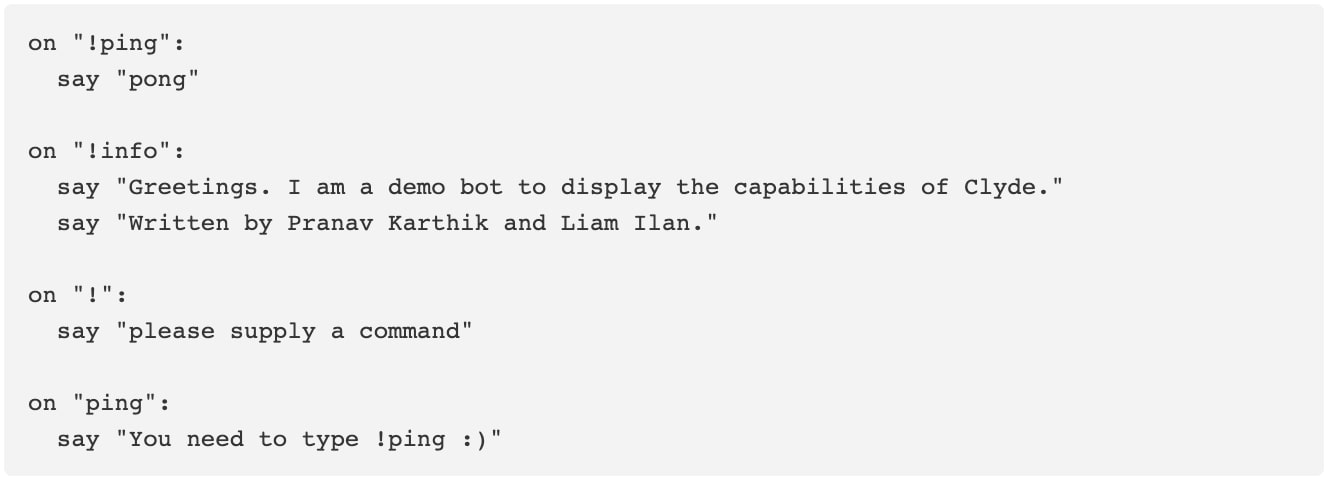 on "!ping":
  say "pong"
on "!info":
  say "Greetings. I am a demo bot to display the capabilities of Clyde."
  say "Written by Pranav Karthik and Liam Ilan."
on "!":
  say "please supply a command"
on "ping":
  say "You need to type !ping :)"